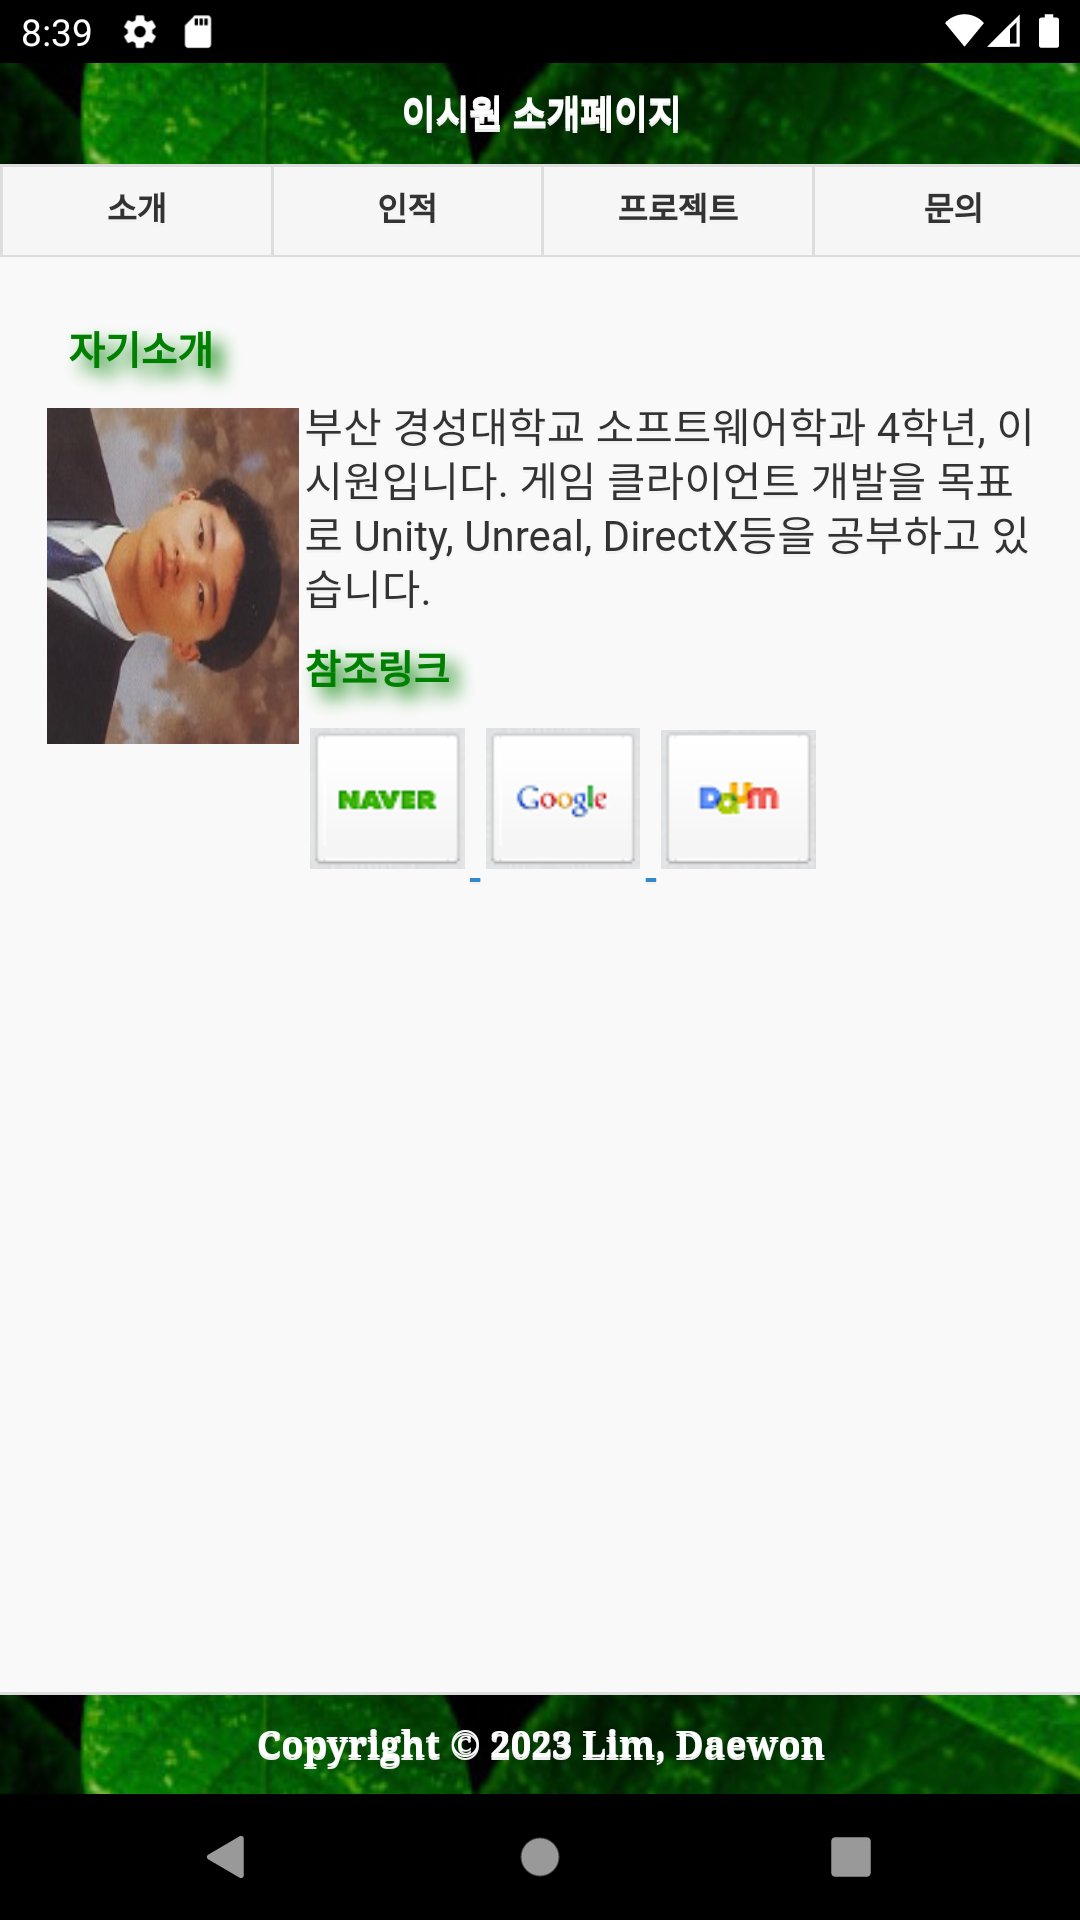 8:39
이시원 소개페이지
소개 인적 프로젝트 문의
자기소개
부산 경성대학교 소프트웨어학과 4학년, 이
시원입니다. 게임 클라이언트 개발을 목표
로 Unity, Unreal, DirectX등을 공부하고 있
습니다.
참조링크
NAVER Google Daum
Copyright © 2023 Lim, Daewon